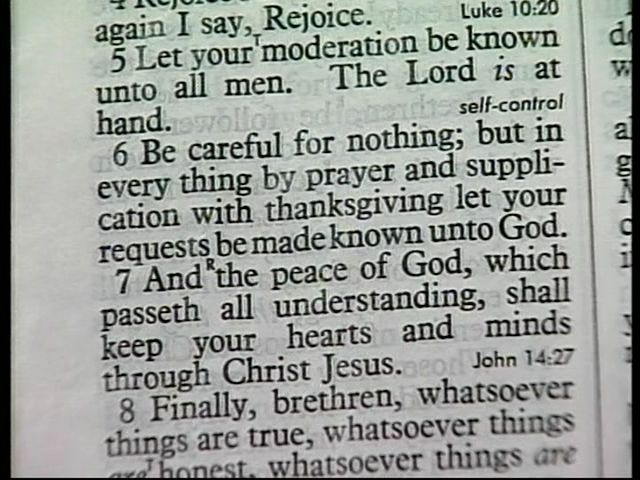 again I say, Rejoice. Luke 10:20
5 Let your T moderation be known
unto all men. The Lord is at
hand. self-control
6 Be careful for nothing; but in
every thing by prayer and suppli-
cation with thanksgiving let your
requests be made known unto God.
7 And R the peace of God, which
passeth all understanding, shall
keep your hearts and minds
through Christ Jesus. John 14:27
8 Finally, brethren, whatsoever
things are true, whatsoever things
are T honest, whatsoever things are